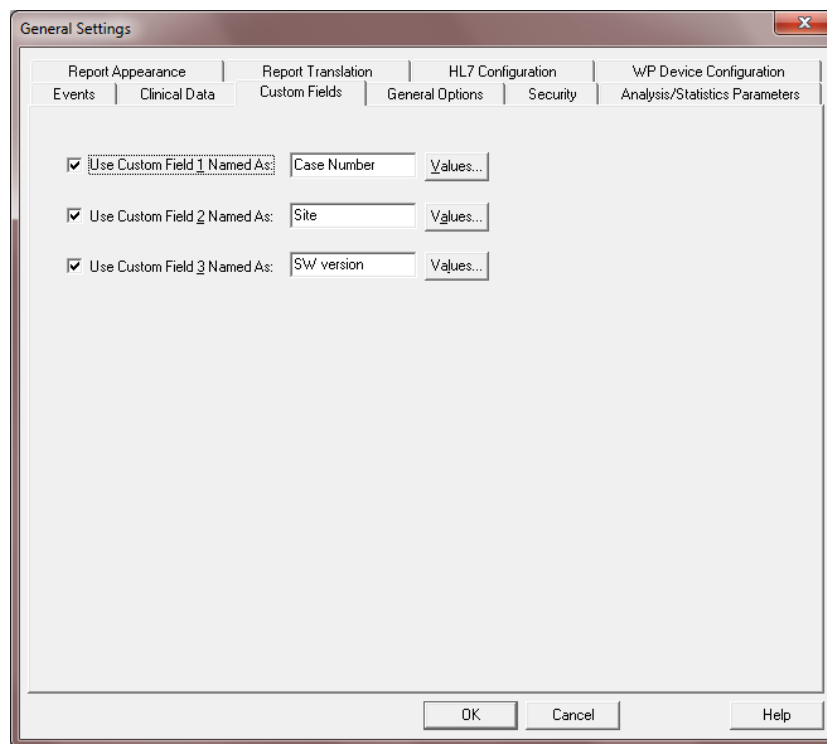 General Settings
Report Appearance Report Translation HL7 Configuration WP Device Configuration
Events Clinical Data Custom Fields General Options Security Analysis/Statistics Parameters
Use Custom Field 1 Named As: Case Number Values...
Use Custom Field 2 Named As: Site Values...
Use Custom Field 3 Named As: SW version Values...
OK Cancel Help